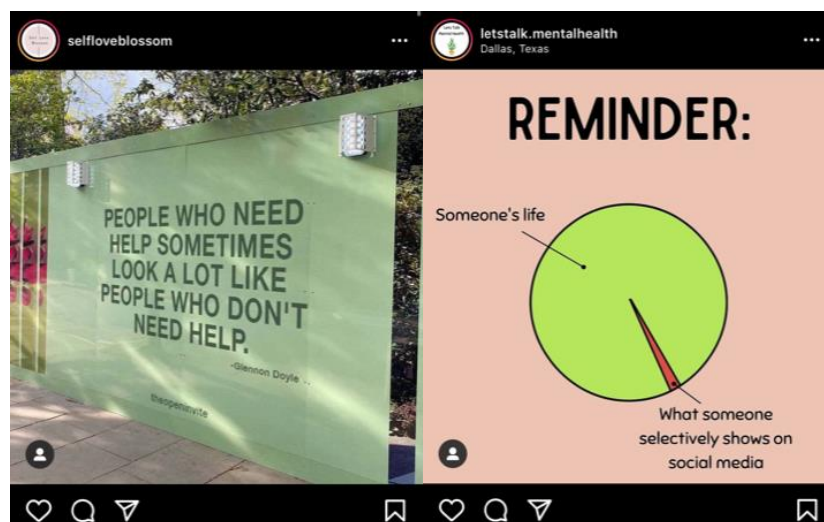 selfloveblossom
PEOPLE WHO NEED
HELP SOMETIMES
LOOK A LOT LIKE
PEOPLE WHO DON'T
NEED HELP.
-Glennon Doyle
theopeninvite
letstalk.mentalhealth
Dallas, Texas
REMINDER:
Someone's life
What someone
selectively shows on
social media